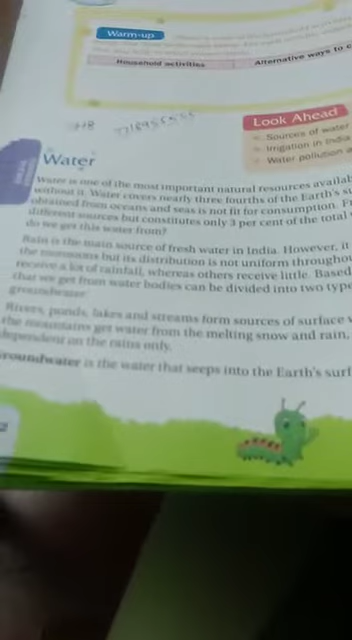 Warm-up
Household activities
Alternative ways to c
Look Ahead
Sources of water
Irrigation in India
Water pollution a
Water
Water is one of the most important natural resources availab
without it. Water covers nearly three fourths of the Earth's su
obtained from oceans and seas is not fit for consumption. Fr
different sources but constitutes only 3 per cent of the total
do we get this water from?
Rain is the main source of fresh water in India. However, it
the monsoons but its distribution is not uniform throughou
receive a lot of rainfall, whereas others receive little. Based
that we get from water bodies can be divided into two type
groundwater
Rivers, ponds, lakes and streams form sources of surface
the mountains get water from the melting snow and rain,
dependent on the rains only.
Groundwater is the water that seeps into the Earth's surf
2